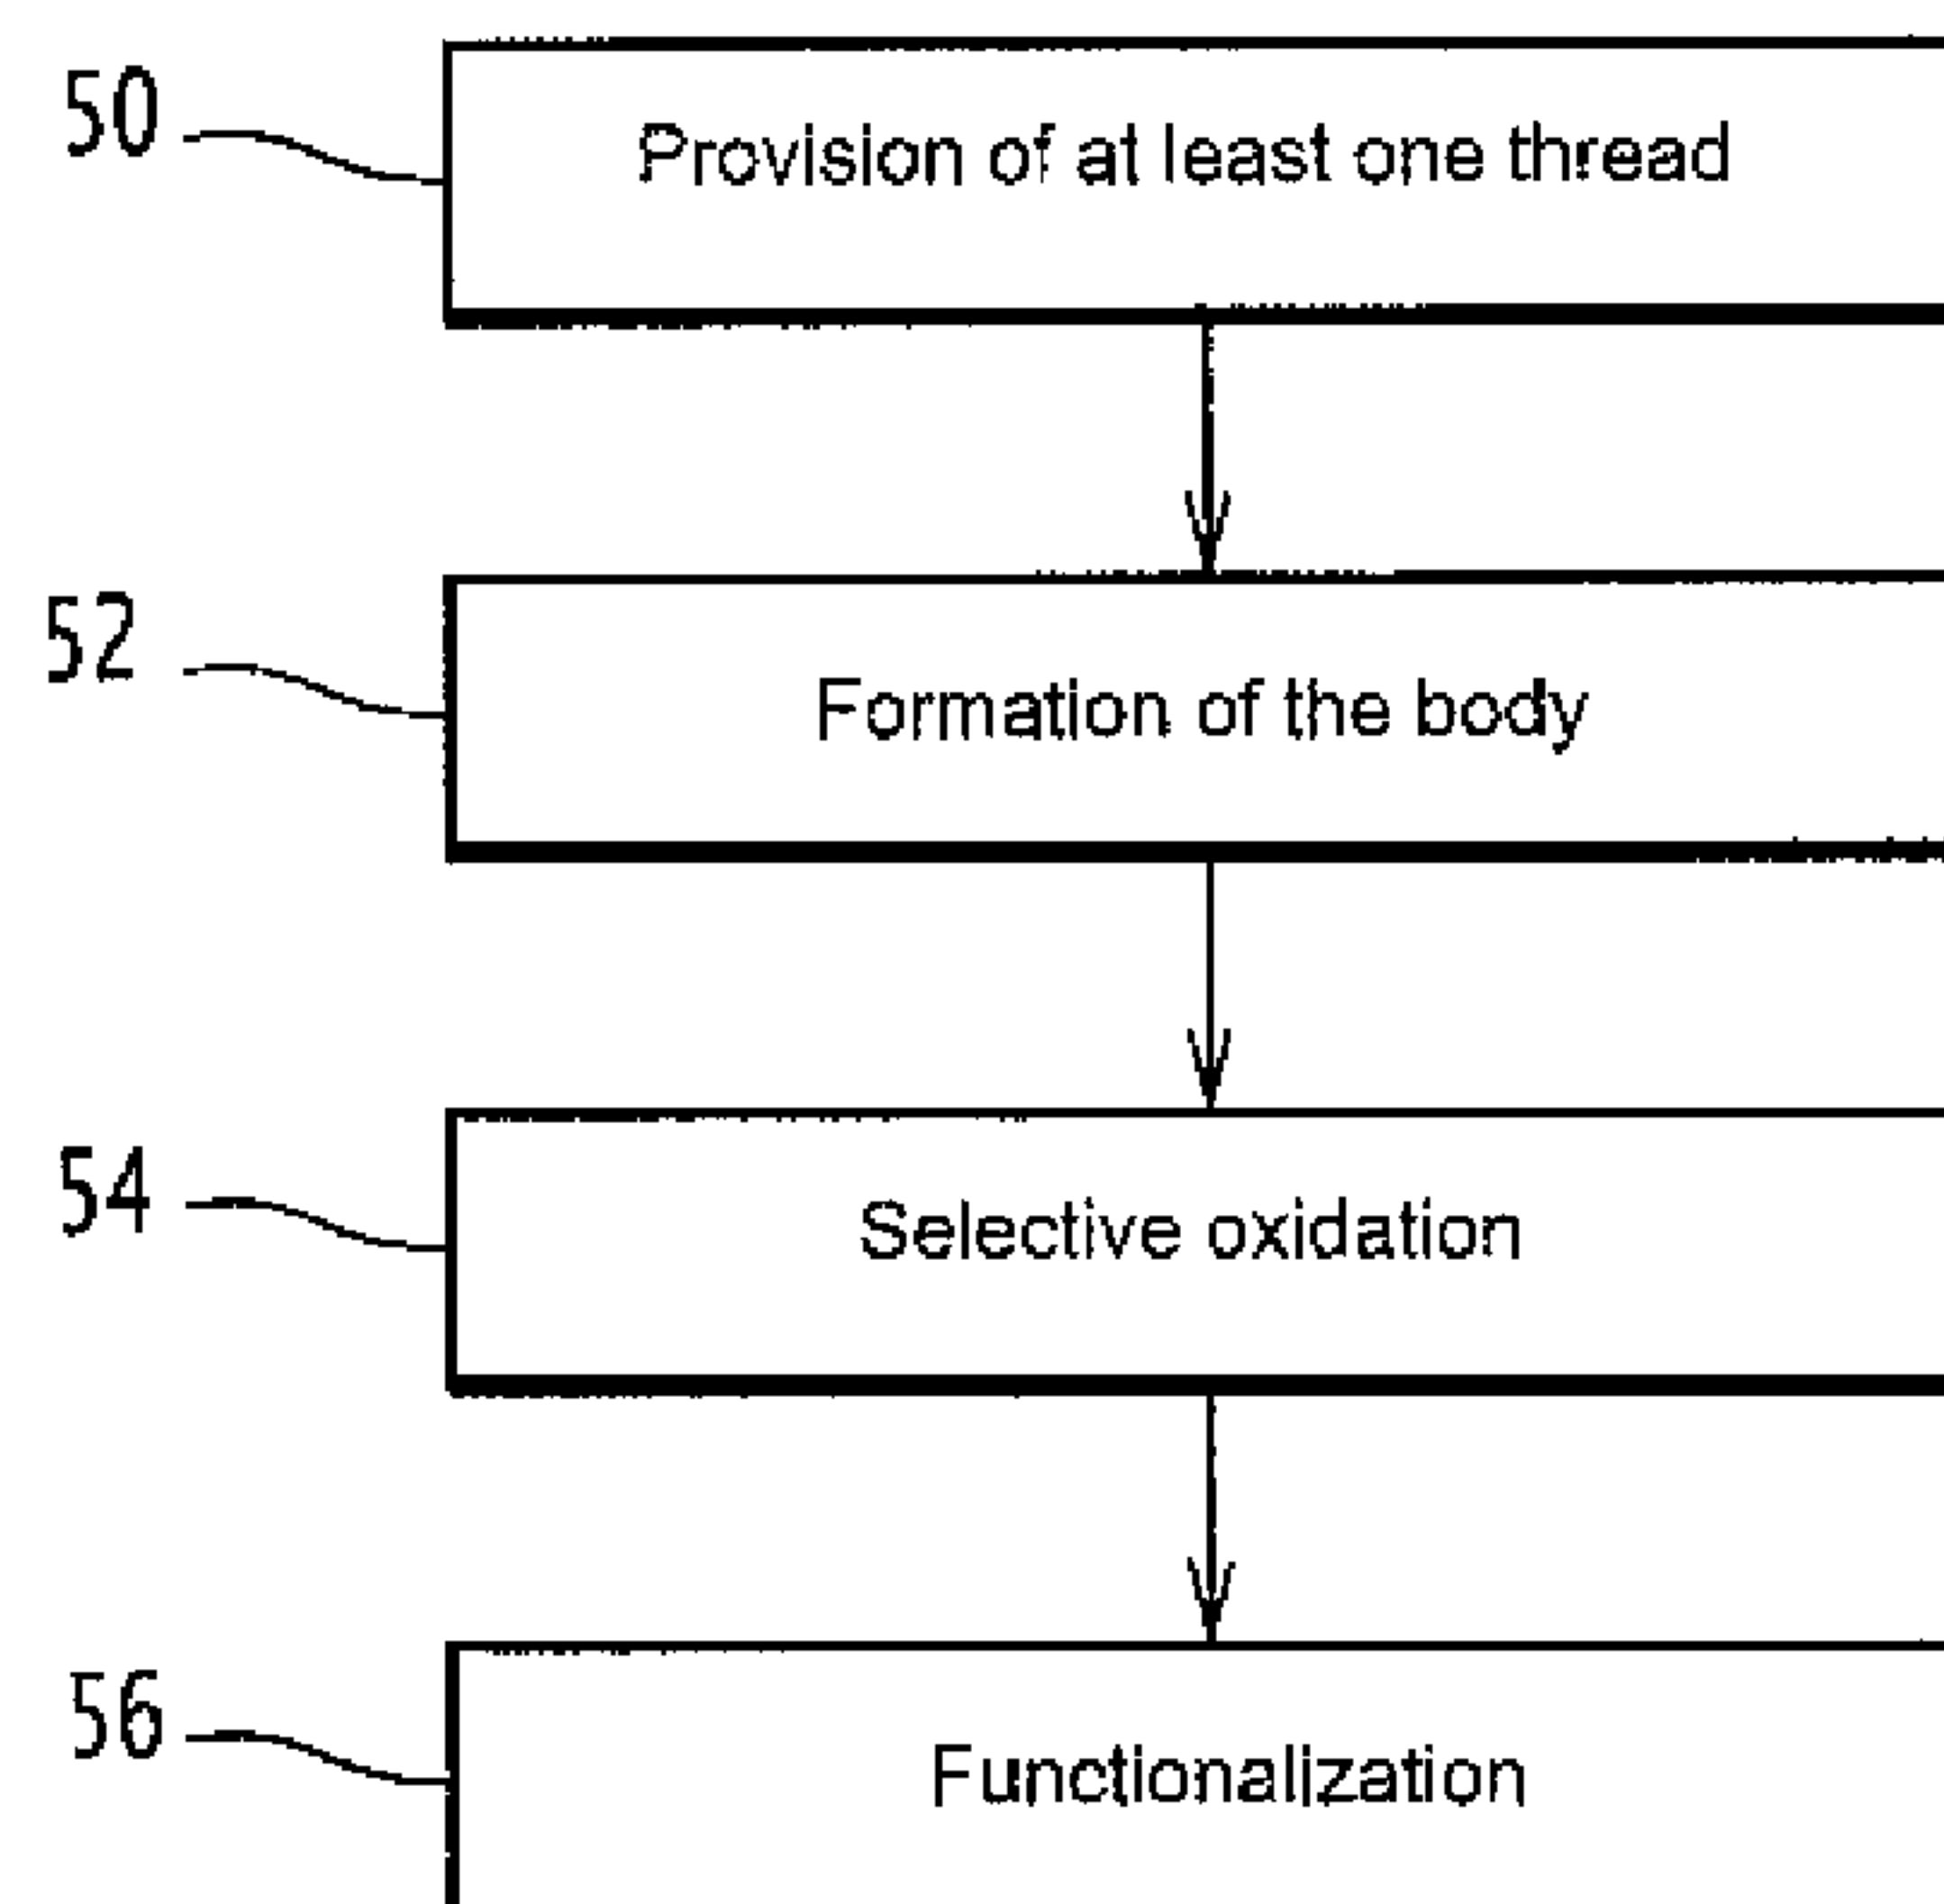 50
Provision of at least one thread
52
Formation of the body
54
Selective oxidation
56
Functionalization